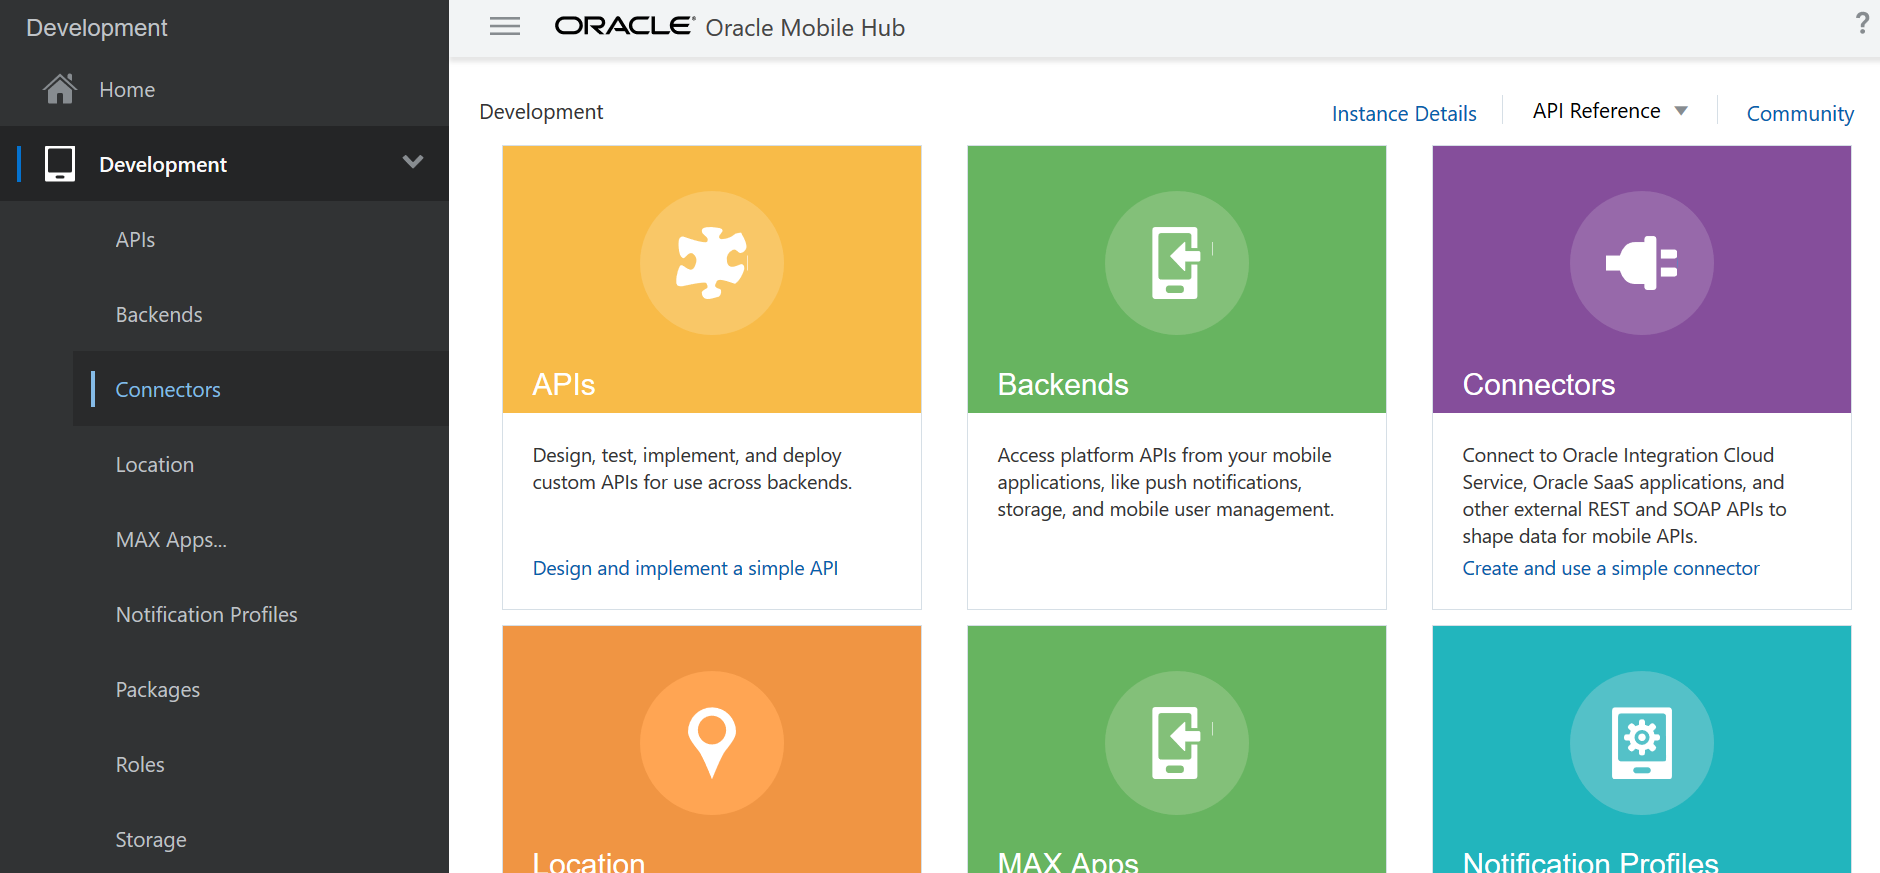 Development
Home
Development
APIs
Backends
Connectors
Location
MAX Apps...
Notification Profiles
Packages
Roles
Storage
ORACLE® Oracle Mobile Hub
?
Development
Instance Details
API Reference
Community
APIs
Design, test, implement, and deploy
custom APIs for use across backends.
Design and implement a simple API
Backends
Access platform APIs from your mobile
applications, like push notifications,
storage, and mobile user management.
Connectors
Connect to Oracle Integration Cloud
Service, Oracle SaaS applications, and
other external REST and SOAP APIs to
shape data for mobile APIs.
Create and use a simple connector
Location
MAX Apps
Notification Profiles